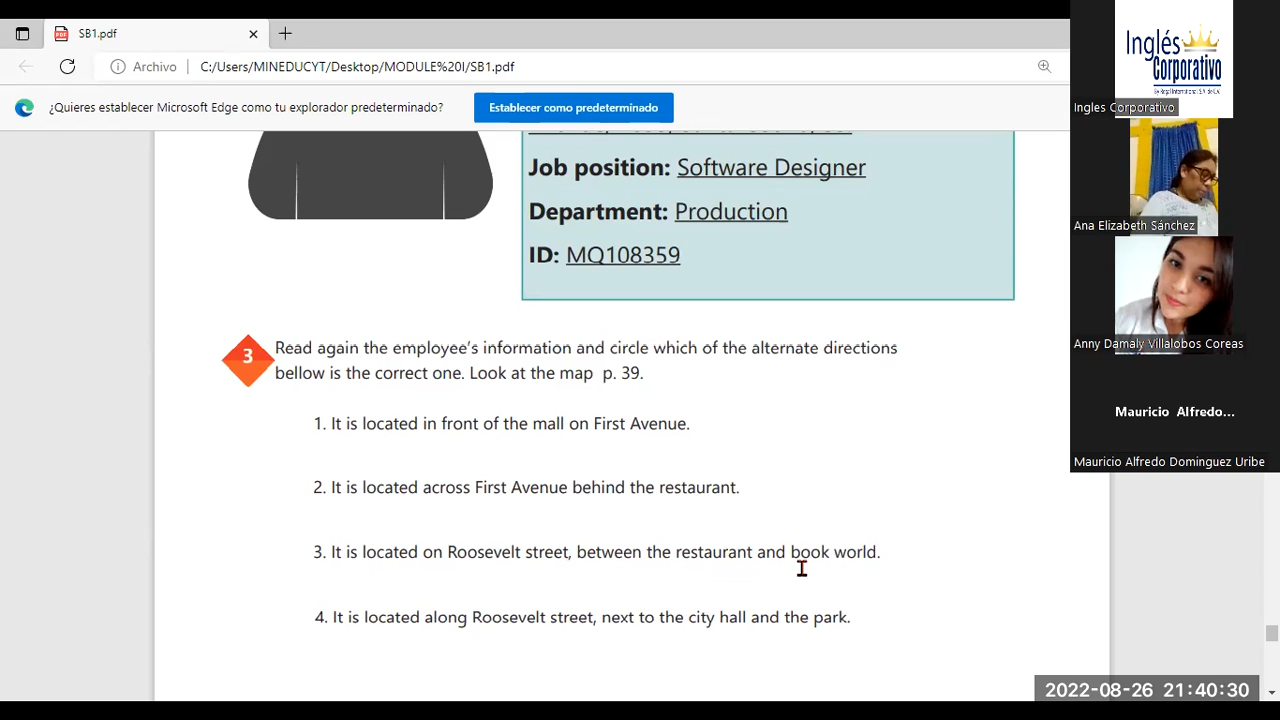 SB1.pdf
Archivo
C:/Users/MINEDUCYT/Desktop/MODULE%20I/SB1.pdf
¿Quieres establecer Microsoft Edge como tu explorador predeterminado?
Establecer como predeterminado
Job position: Software Designer
Department: Production
ID: MQ108359
3
Read again the employee's information and circle which of the alternate directions
bellow is the correct one. Look at the map p. 39.
1. It is located in front of the mall on First Avenue.
2. It is located across First Avenue behind the restaurant.
3. It is located on Roosevelt street, between the restaurant and book world.
4. It is located along Roosevelt street, next to the city hall and the park.
Inglés
Corporativo
Ingles Corporativo
Ana Elizabeth Sánchez
Anny Damaly Villalobos Coreas
Mauricio Alfredo...
Mauricio Alfredo Dominguez Uribe
2022-08-26 21:40:30